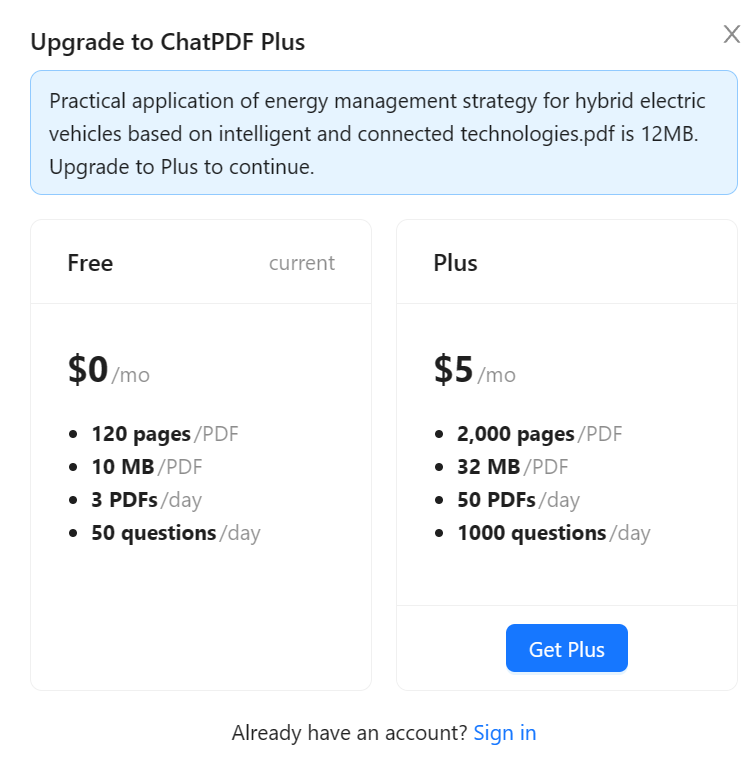 Upgrade to ChatPDF Plus
Practical application of energy management strategy for hybrid electric
vehicles based on intelligent and connected technologies.pdf is 12MB.
Upgrade to Plus to continue.
Free current
$0 /mo
• 120 pages /PDF
• 10 MB /PDF
• 3 PDFs /day
• 50 questions /day
Plus
$5 /mo
• 2,000 pages /PDF
• 32 MB /PDF
• 50 PDFs /day
• 1000 questions /day
Get Plus
Already have an account? Sign in